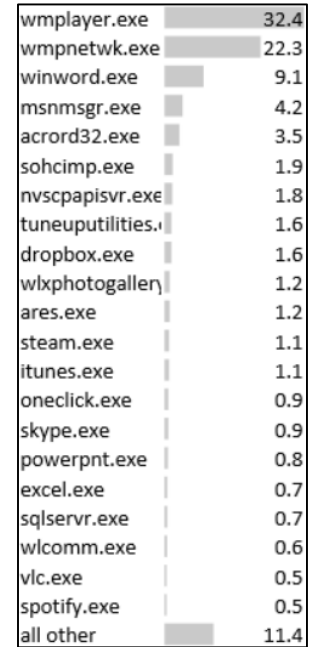 wmplayer.exe 32.4
wmpnetwk.exe 22.3
winword.exe 9.1
msnmsgr.exe 4.2
acrord32.exe 3.5
sohcimp.exe 1.9
nvscpapisvr.exe 1.8
tuneuputilities. 1.6
dropbox.exe 1.6
wlxphotogallery 1.2
ares.exe 1.2
steam.exe 1.1
itunes.exe 1.1
oneclick.exe 0.9
skype.exe 0.9
powerpnt.exe 0.8
excel.exe 0.7
sqlservr.exe 0.7
wlcomm.exe 0.6
vlc.exe 0.5
spotify.exe 0.5
all other 11.4